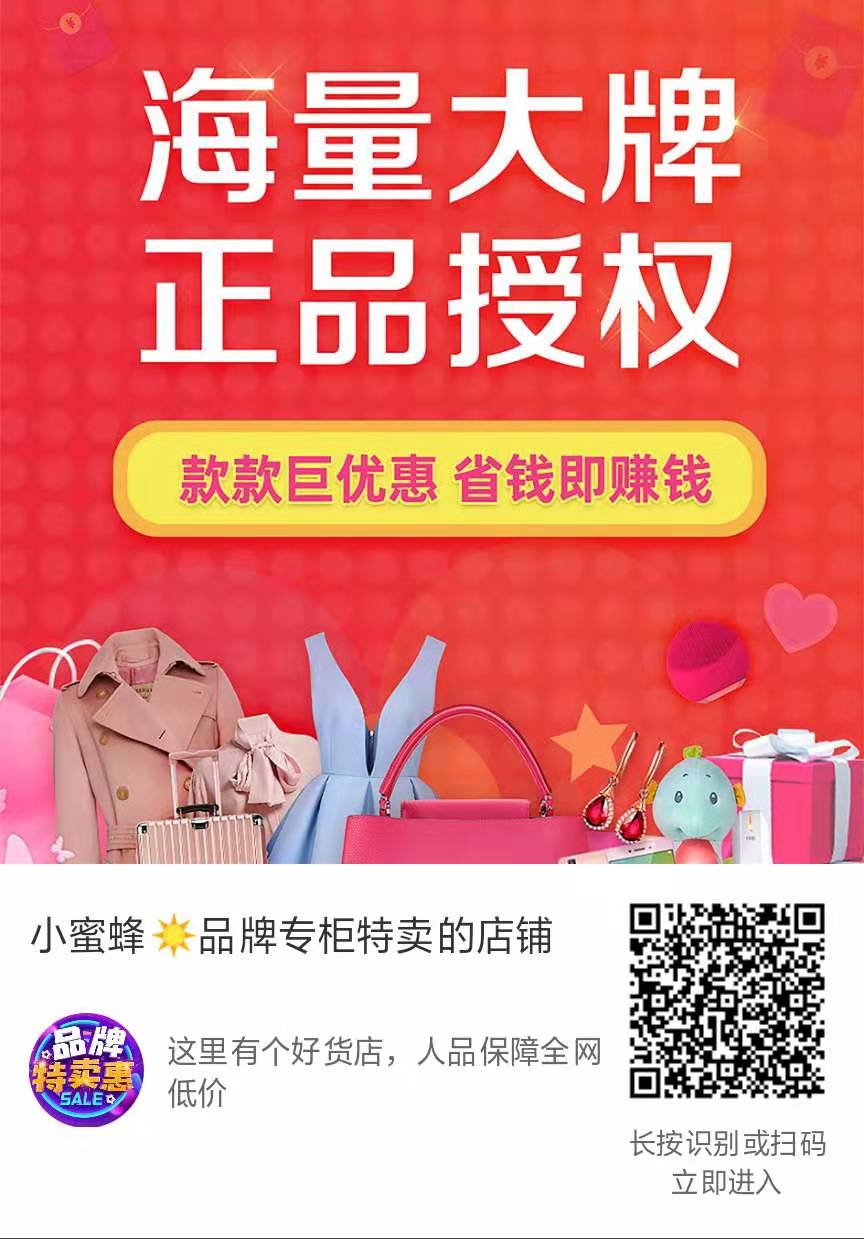 海量大牌
正品授权
款款巨优惠 省钱即赚钱
小蜜蜂☀️品牌专柜特卖的店铺
品牌
特卖惠
SALE
这里有个好货店，人品保障全网
低价
长按识别或扫码
立即进入